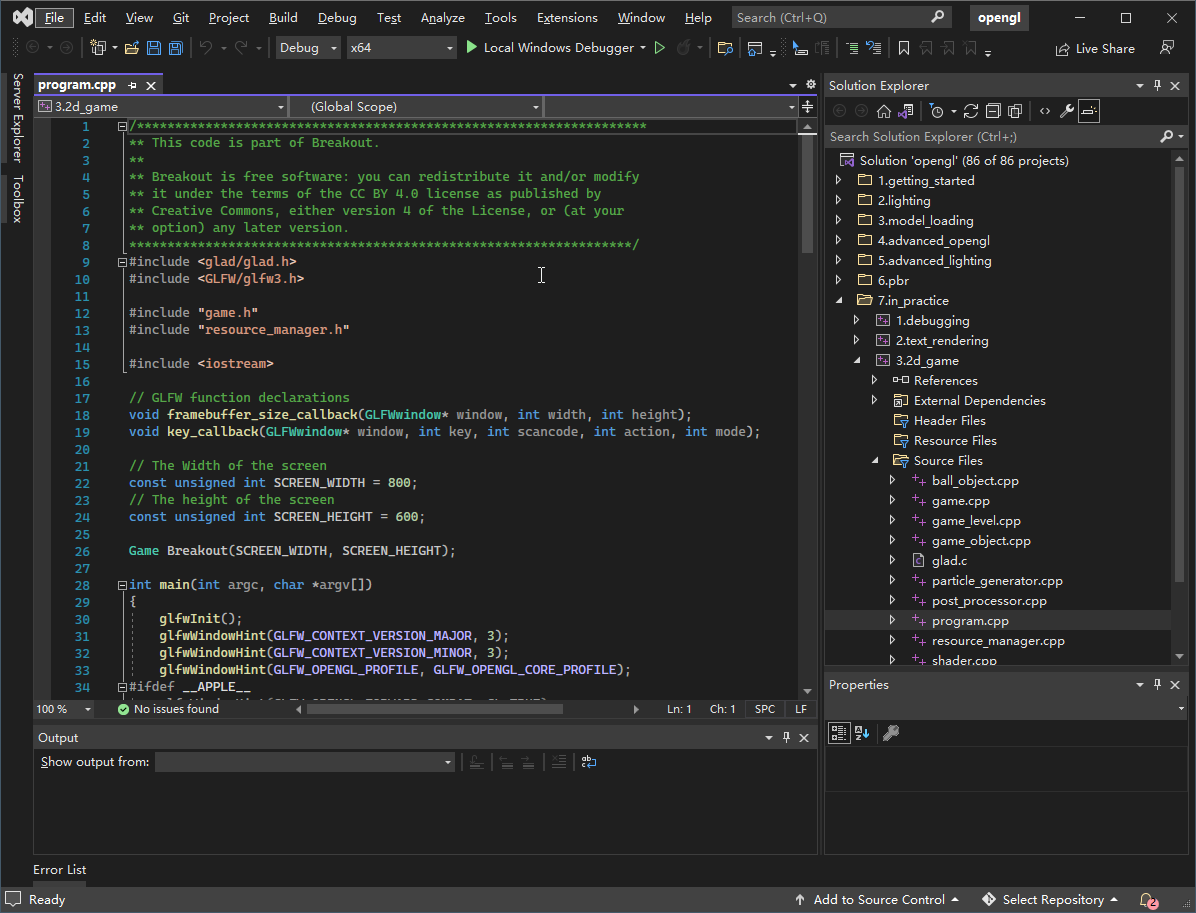 File Edit View Git Project Build Debug Test Analyze Tools Extensions Window Help Search (Ctrl+Q) opengl
Debug x64 Local Windows Debugger Live Share
Server Explorer
Toolbox
program.cpp
3.2d_game (Global Scope)
1 /*******************************************************************
2 ** This code is part of Breakout.
3 **
4 ** Breakout is free software: you can redistribute it and/or modify
5 ** it under the terms of the CC BY 4.0 license as published by
6 ** Creative Commons, either version 4 of the License, or (at your
7 ** option) any later version.
8 ******************************************************************/
9 #include <glad/glad.h>
10 #include <GLFW/glfw3.h>
11
12 #include "game.h"
13 #include "resource_manager.h"
14
15 #include <iostream>
16
17 // GLFW function declarations
18 void framebuffer_size_callback(GLFWwindow* window, int width, int height);
19 void key_callback(GLFWwindow* window, int key, int scancode, int action, int mode);
20
21 // The Width of the screen
22 const unsigned int SCREEN_WIDTH = 800;
23 // The height of the screen
24 const unsigned int SCREEN_HEIGHT = 600;
25
26 Game Breakout(SCREEN_WIDTH, SCREEN_HEIGHT);
27
28 int main(int argc, char *argv[])
29 {
30 glfwInit();
31 glfwWindowHint(GLFW_CONTEXT_VERSION_MAJOR, 3);
32 glfwWindowHint(GLFW_CONTEXT_VERSION_MINOR, 3);
33 glfwWindowHint(GLFW_OPENGL_PROFILE, GLFW_OPENGL_CORE_PROFILE);
34 #ifdef __APPLE__
100 % No issues found Ln: 1 Ch: 1 SPC LF
Output
Show output from:
Error List
Solution Explorer
Search Solution Explorer (Ctrl+;)
Solution 'opengl' (86 of 86 projects)
1.getting_started
2.lighting
3.model_loading
4.advanced_opengl
5.advanced_lighting
6.pbr
7.in_practice
1.debugging
2.text_rendering
3.2d_game
References
External Dependencies
Header Files
Resource Files
Source Files
ball_object.cpp
game.cpp
game_level.cpp
game_object.cpp
glad.c
particle_generator.cpp
post_processor.cpp
program.cpp
resource_manager.cpp
shader.cpp
Properties
Ready Add to Source Control Select Repository 2